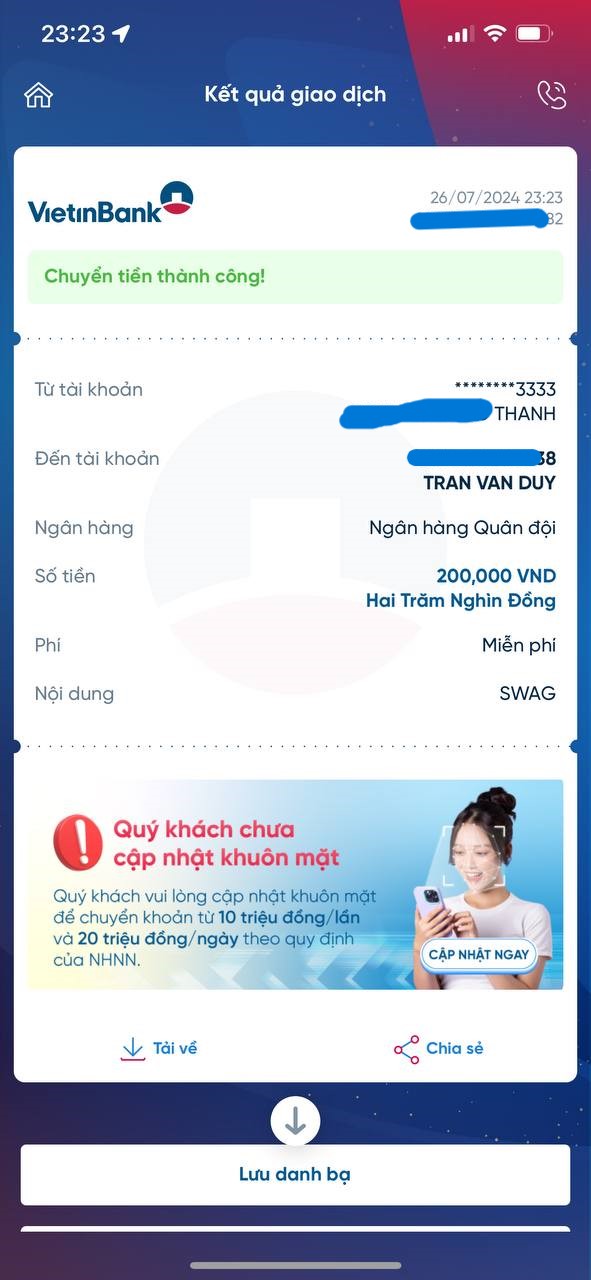 23:23
Kết quả giao dịch
VietinBank
26/07/2024 23:23
82
Chuyển tiền thành công!
Từ tài khoản
********3333
THANH
Đến tài khoản
38
TRAN VAN DUY
Ngân hàng
Ngân hàng Quân đội
Số tiền
200,000 VND
Hai Trăm Nghìn Đồng
Phí
Miễn phí
Nội dung
SWAG
Quý khách chưa
cập nhật khuôn mặt
Quý khách vui lòng cập nhật khuôn mặt
để chuyển khoản từ 10 triệu đồng/lần
và 20 triệu đồng/ngày theo quy định
của NHNN.
CẬP NHẬT NGAY
Tải về
Chia sẻ
Lưu danh bạ